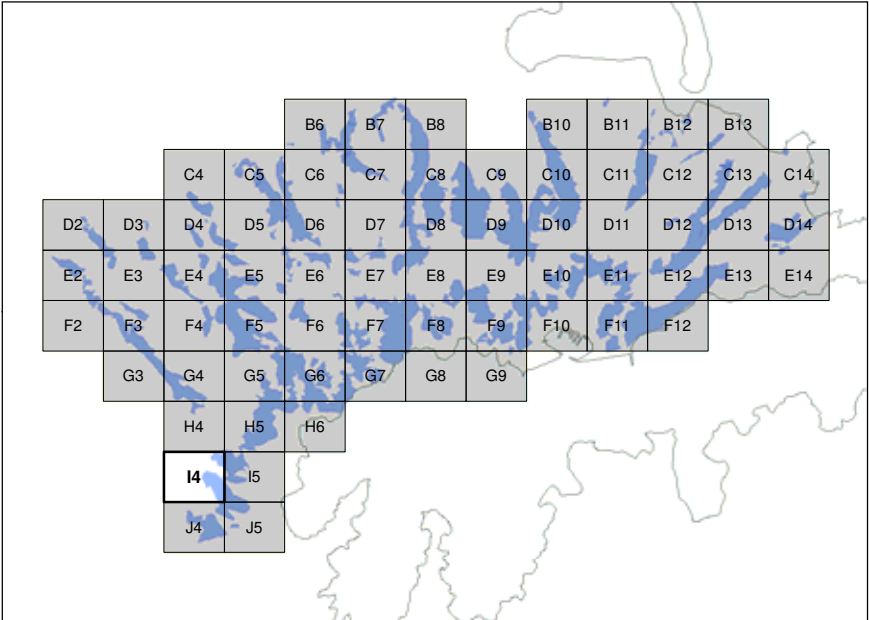 B6 B7 B8 B10 B11 B12 B13
C4 C5 C6 C7 C8 C9 C10 C11 C12 C13 C14
D2 D3 D4 D5 D6 D7 D8 D9 D10 D11 D12 D13 D14
E2 E3 E4 E5 E6 E7 E8 E9 E10 E11 E12 E13 E14
F2 F3 F4 F5 F6 F7 F8 F9 F10 F11 F12
G3 G4 G5 G6 G7 G8 G9
H4 H5 H6
I4 I5
J4 J5